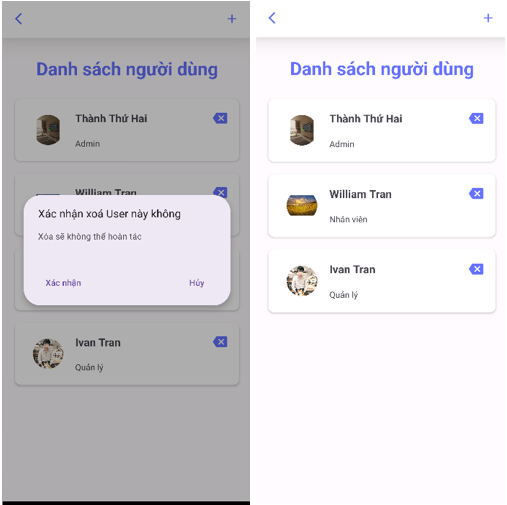 Danh sách người dùng
Thành Thứ Hai
Admin
William Tran
Xác nhận xoá User này không
Xóa sẽ không thể hoàn tác
Xác nhận
Hủy
Ivan Tran
Quản lý
Danh sách người dùng
Thành Thứ Hai
Admin
William Tran
Nhân viên
Ivan Tran
Quản lý